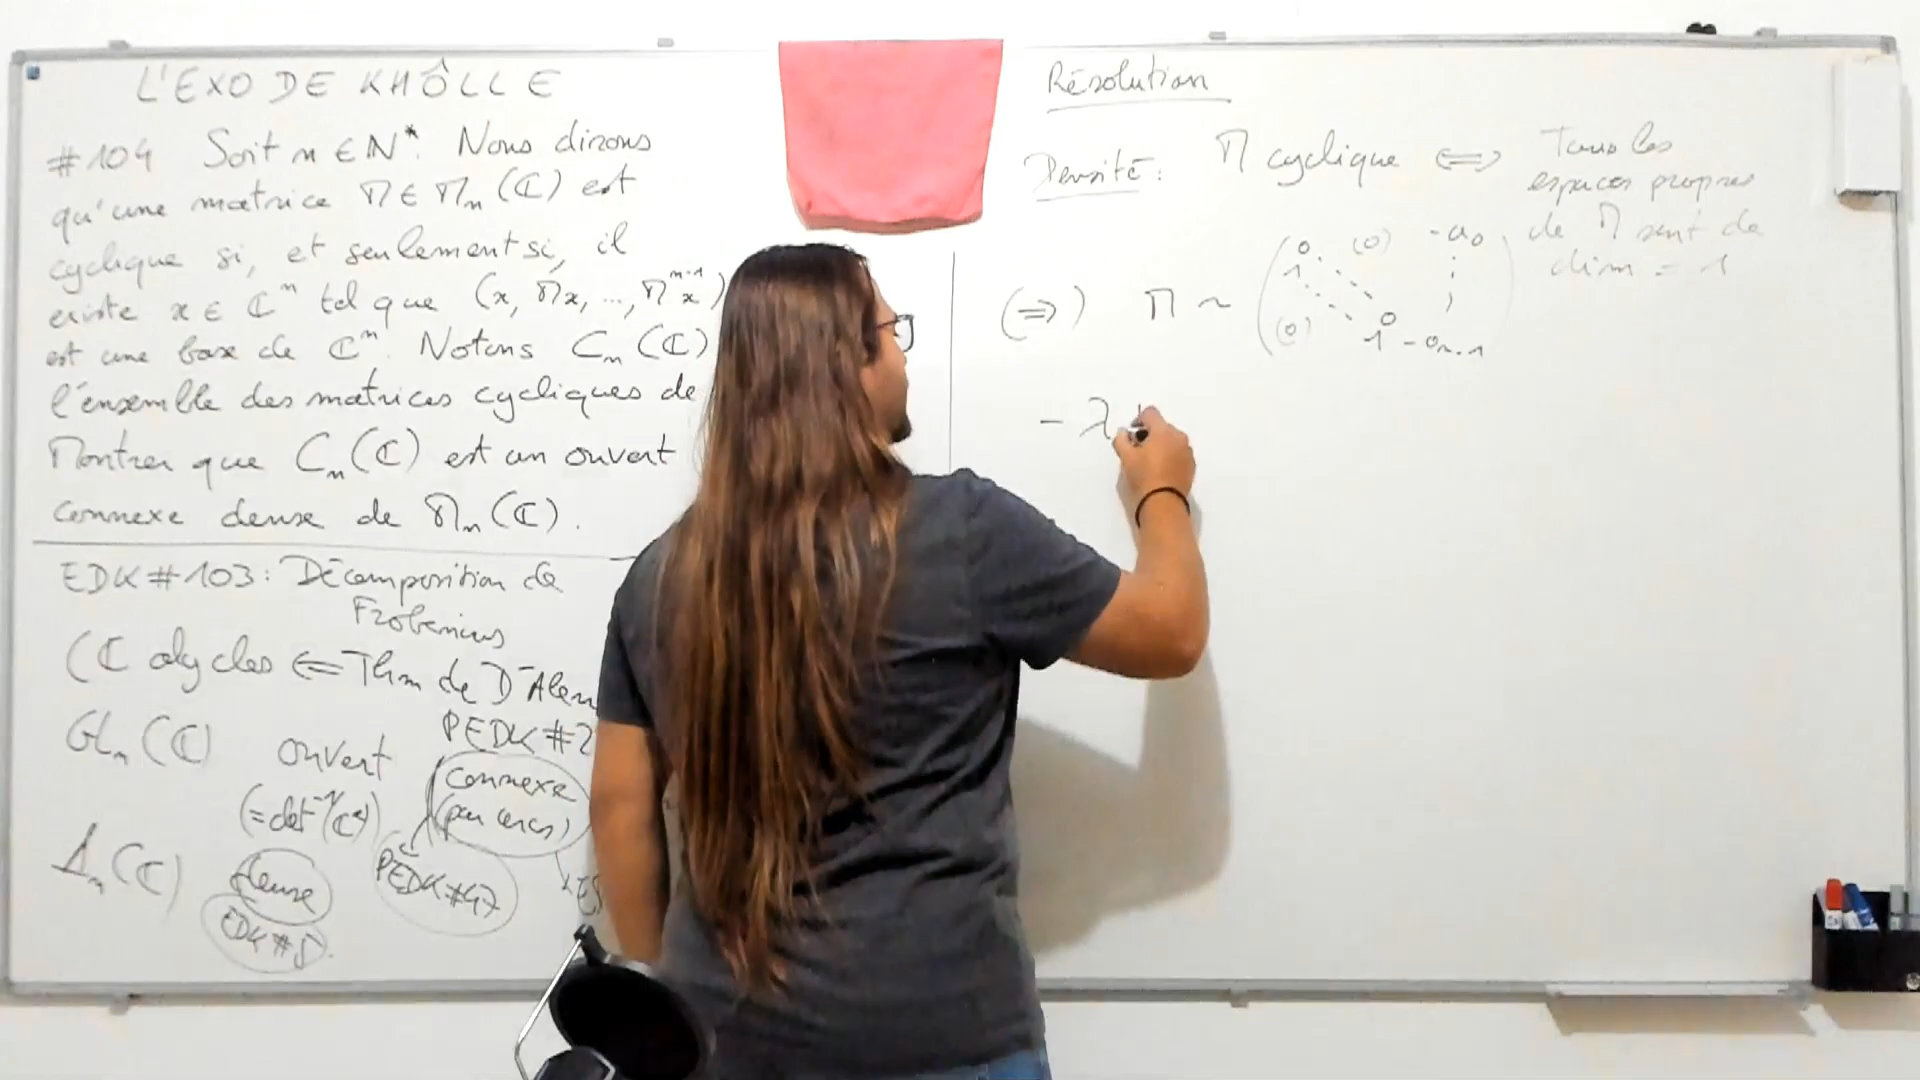 L'EXO DE KHÔLLE
#104 Soit n ∈ ℕ*. Nous dirons
qu'une matrice M ∈ Mn(ℂ) est
cyclique si, et seulement si, il
existe x ∈ ℂ^n tel que (x, Mx, ..., M^{n-1}x)
est une base de ℂ^n. Notons Cn(ℂ)
l'ensemble des matrices cycliques de
Montrer que Cn(ℂ) est un ouvert
connexe dense de Mn(ℂ).
EDK #103: Décomposition de
Frobenius
(ℂ alg clos ⇐ Thm de D'Alem
PEDK #2
GLn(ℂ) ouvert connexe
(= det⁻¹(ℂ*)) (par arcs)
Δn(ℂ) dense PEDK #47
EDK #5.
Résolution
Densité: M cyclique ⟺ Tous les
espaces propres
de M sont de
dim = 1
(⇒) M ~ ( 0 (0) -a0
1
(0) 0
1 -an-1 )
- λ